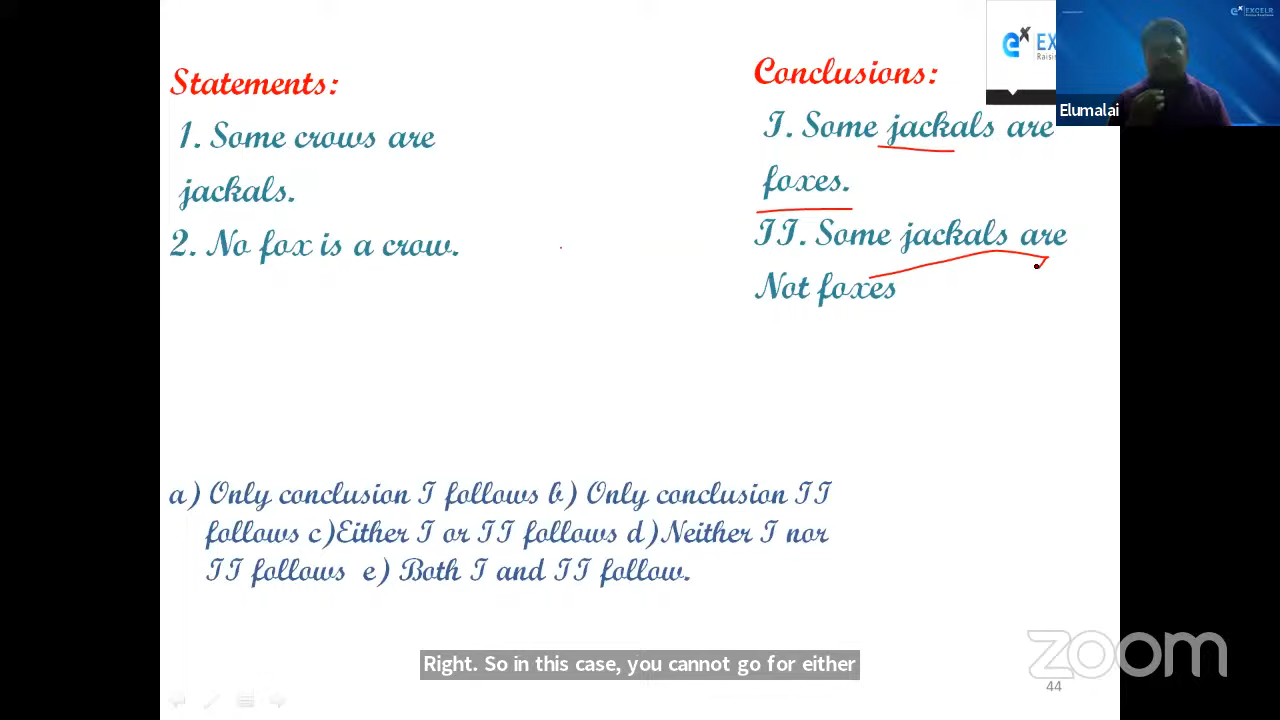 Statements:
1. Some crows are
jackals.
2. No fox is a crow.
Conclusions:
I. Some jackals are
foxes.
II. Some jackals are
Not foxes
a) Only conclusion I follows b) Only conclusion II
follows c)Either I or II follows d)Neither I nor
II follows e) Both I and II follow.
Right. So in this case, you cannot go for either
Elumalai
EXCELR
zoom
44